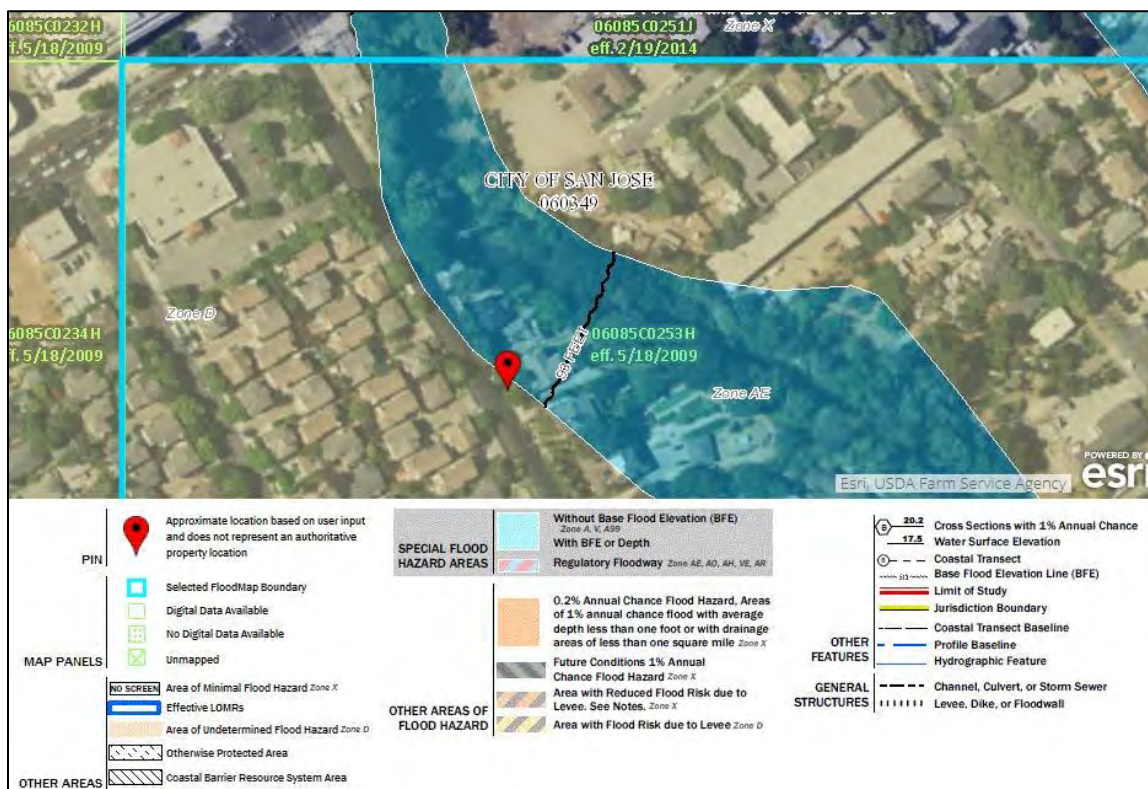 06085C0232H
eff. 5/18/2009
06085C0251J
eff. 2/19/2014
Zone X
CITY OF SAN JOSE
060349
Zone D
6085C0234H
eff. 5/18/2009
98 FEET
06085C0253H
eff. 5/18/2009
Zone AE
POWERED BY
esri
Esri, USDA Farm Service Agency
PIN
Approximate location based on user input
and does not represent an authoritative
property location
MAP PANELS
Selected FloodMap Boundary
Digital Data Available
No Digital Data Available
Unmapped
OTHER AREAS
NO SCREEN Area of Minimal Flood Hazard Zone X
Effective LOMRs
Area of Undetermined Flood Hazard Zone D
Otherwise Protected Area
Coastal Barrier Resource System Area
SPECIAL FLOOD
HAZARD AREAS
Without Base Flood Elevation (BFE)
Zone A, V, A99
With BFE or Depth
Regulatory Floodway Zone AE, AO, AH, VE, AR
OTHER AREAS OF
FLOOD HAZARD
0.2% Annual Chance Flood Hazard, Areas
of 1% annual chance flood with average
depth less than one foot or with drainage
areas of less than one square mile Zone X
Future Conditions 1% Annual
Chance Flood Hazard Zone X
Area with Reduced Flood Risk due to
Levee. See Notes. Zone X
Area with Flood Risk due to Levee Zone D
OTHER
FEATURES
B 20.2 Cross Sections with 1% Annual Chance
17.5 Water Surface Elevation
8 Coastal Transect
513 Base Flood Elevation Line (BFE)
Limit of Study
Jurisdiction Boundary
Coastal Transect Baseline
Profile Baseline
Hydrographic Feature
GENERAL
STRUCTURES
Channel, Culvert, or Storm Sewer
Levee, Dike, or Floodwall